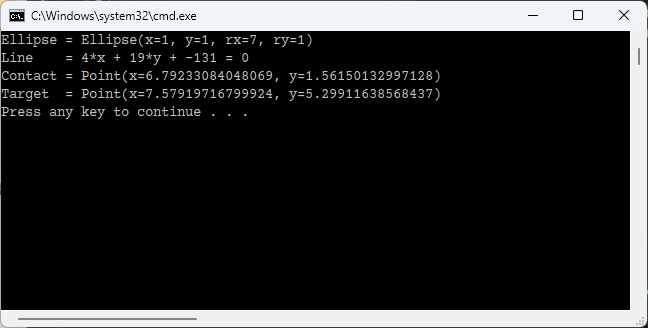 C:\Windows\system32\cmd.exe
Ellipse = Ellipse(x=1, y=1, rx=7, ry=1)
Line    = 4*x + 19*y + -131 = 0
Contact = Point(x=6.79233084048069, y=1.56150132997128)
Target  = Point(x=7.57919716799924, y=5.29911638568437)
Press any key to continue . . .